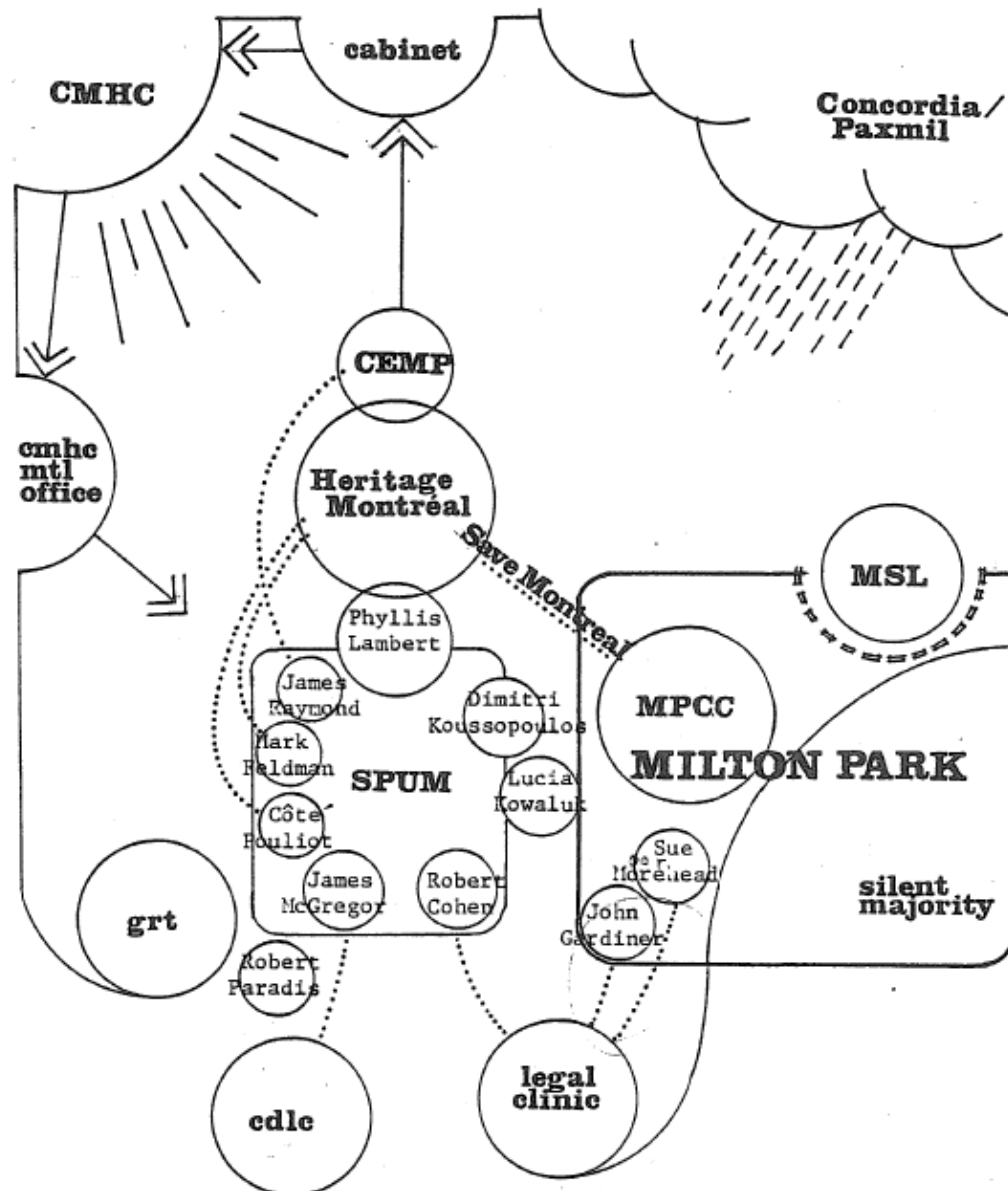 cabinet
CMHC
Concordia/
Paxmil
CEMP
cmhc
mtl
office
Heritage
Montréal
Save Montreal
MSL
Phyllis
Lambert
James
Raymond
Dimitri
Koussopoulos
MPCC
Mark
Feldman
SPUM
Lucia
Kowaluk
MILTON PARK
Côté
Pouliot
Sue
Morehead
James
McGregor
Robert
Cohen
silent
majority
grt
John
Gardiner
Robert
Paradis
legal
clinic
cdlc